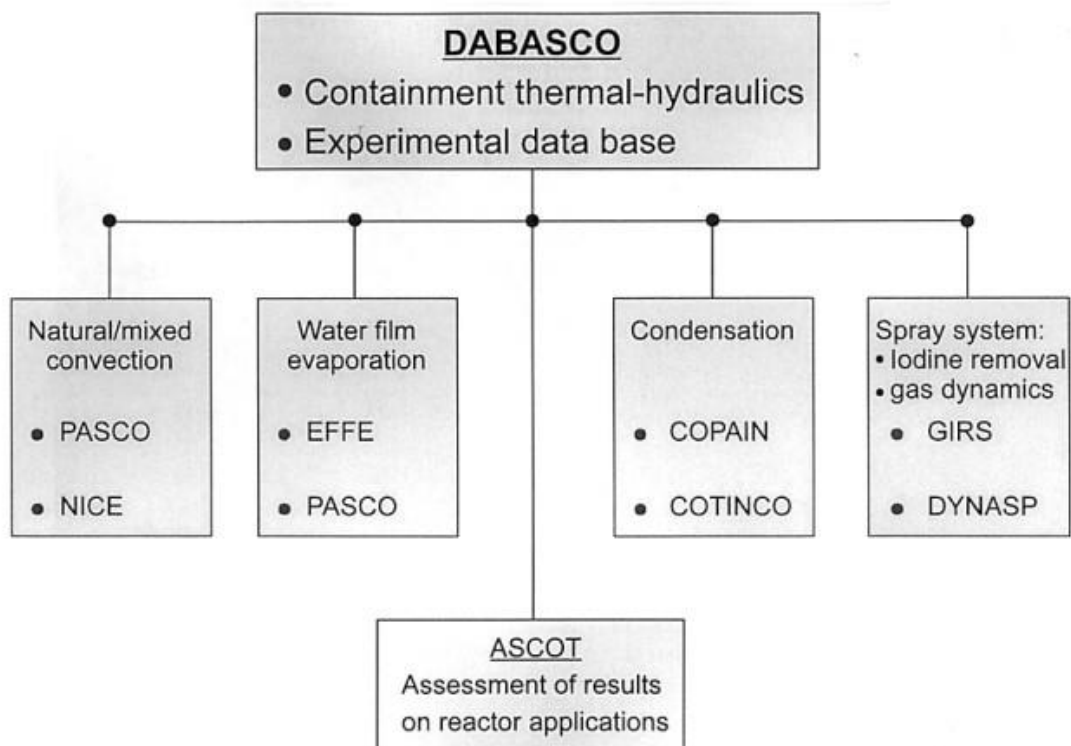 DABASCO
• Containment thermal-hydraulics
• Experimental data base
Natural/mixed
convection
• PASCO
• NICE
Water film
evaporation
• EFFE
• PASCO
Condensation
• COPAIN
• COTINCO
Spray system:
• Iodine removal
• gas dynamics
• GIRS
• DYNASP
ASCOT
Assessment of results
on reactor applications